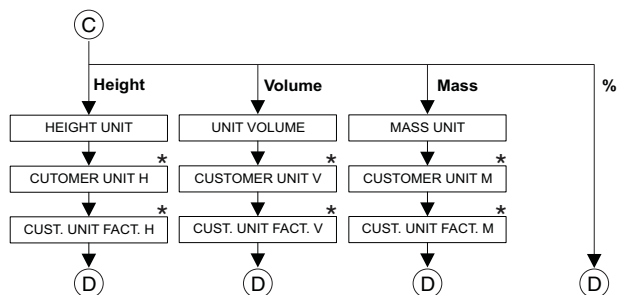 C
Height Volume Mass %
HEIGHT UNIT UNIT VOLUME MASS UNIT
* * *
CUTOMER UNIT H CUSTOMER UNIT V CUSTOMER UNIT M
* * *
CUST. UNIT FACT. H CUST. UNIT FACT. V CUST. UNIT FACT. M
D D D D